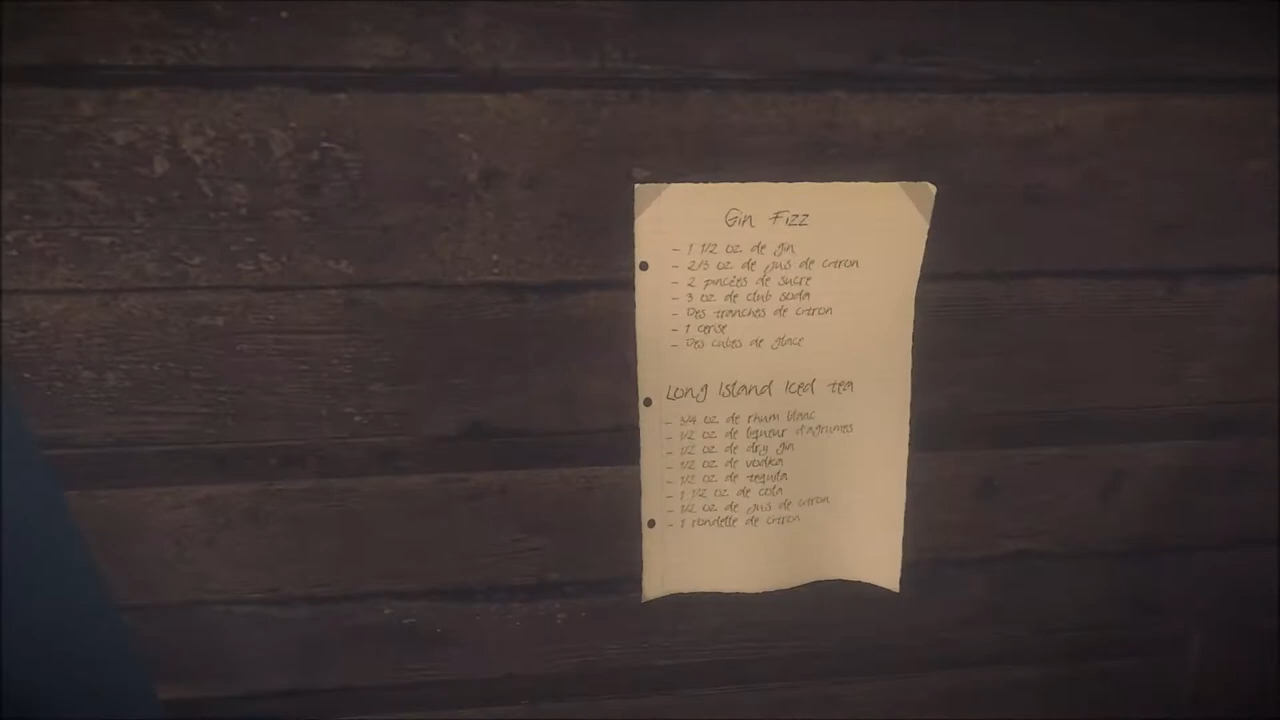 Gin Fizz
- 1 1/2 oz de gin
- 2/3 oz de jus de citron
- 2 pincées de sucre
- 3 oz de club soda
- Des tranches de citron
- 1 cerise
- Des cubes de glace
Long Island Iced tea
- 3/4 oz de rhum blanc
- 1/2 oz de liqueur d'agrumes
- 1/2 oz de dry gin
- 1/2 oz de vodka
- 1/2 oz de tequila
- 1 1/2 oz de cola
- 1/2 oz de jus de citron
- 1 rondelle de citron